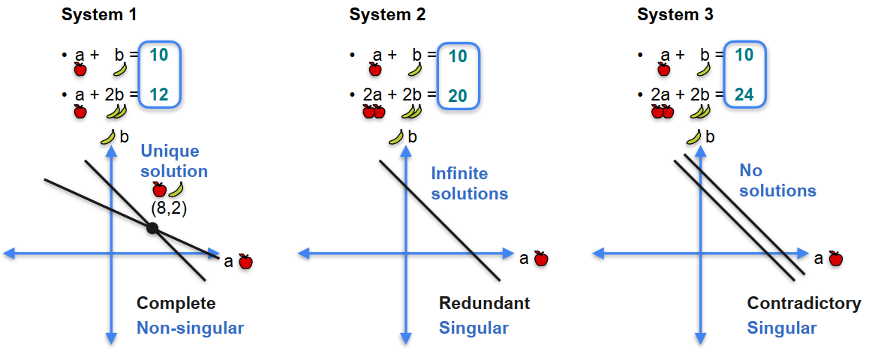 System 1
• a + b = 10
• a + 2b = 12
b
Unique
solution
(8,2)
a
Complete
Non-singular
System 2
• a + b = 10
• 2a + 2b = 20
b
Infinite
solutions
a
Redundant
Singular
System 3
• a + b = 10
• 2a + 2b = 24
b
No
solutions
a
Contradictory
Singular